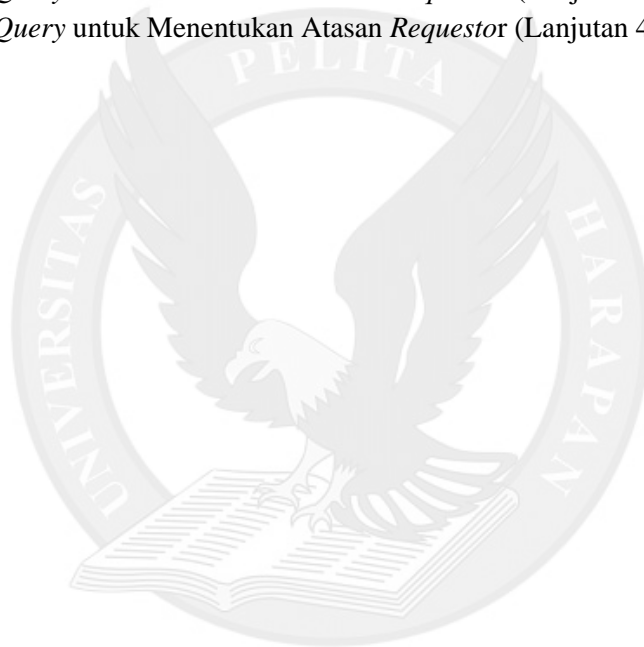 Query untuk Menentukan Atasan Requestor (Lanjutan 4
PELITA
UNIVERSITAS
HARAPAN